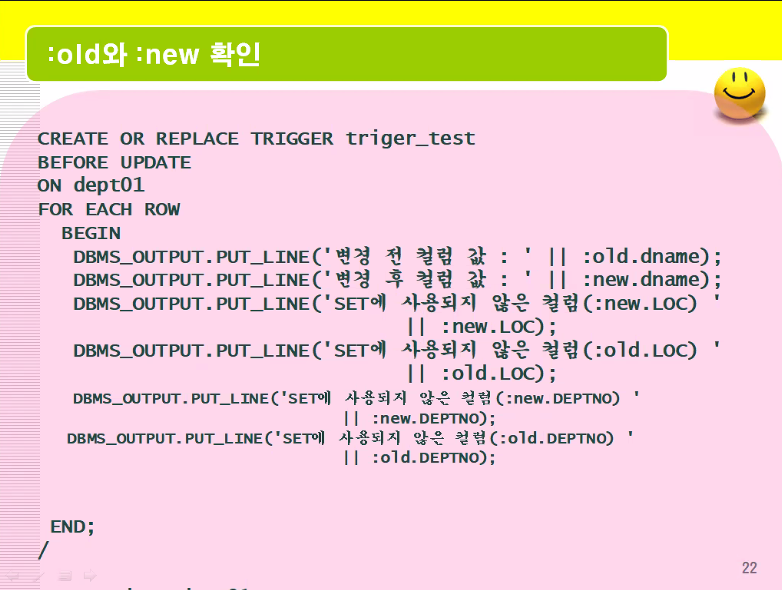 :old와 :new 확인
CREATE OR REPLACE TRIGGER triger_test
BEFORE UPDATE
ON dept01
FOR EACH ROW
BEGIN
DBMS_OUTPUT.PUT_LINE('변경 전 컬럼 값 : ' || :old.dname);
DBMS_OUTPUT.PUT_LINE('변경 후 컬럼 값 : ' || :new.dname);
DBMS_OUTPUT.PUT_LINE('SET에 사용되지 않은 컬럼(:new.LOC) '
|| :new.LOC);
DBMS_OUTPUT.PUT_LINE('SET에 사용되지 않은 컬럼(:old.LOC) '
|| :old.LOC);
DBMS_OUTPUT.PUT_LINE('SET에 사용되지 않은 컬럼(:new.DEPTNO) '
|| :new.DEPTNO);
DBMS_OUTPUT.PUT_LINE('SET에 사용되지 않은 컬럼(:old.DEPTNO) '
|| :old.DEPTNO);
END;
/
22